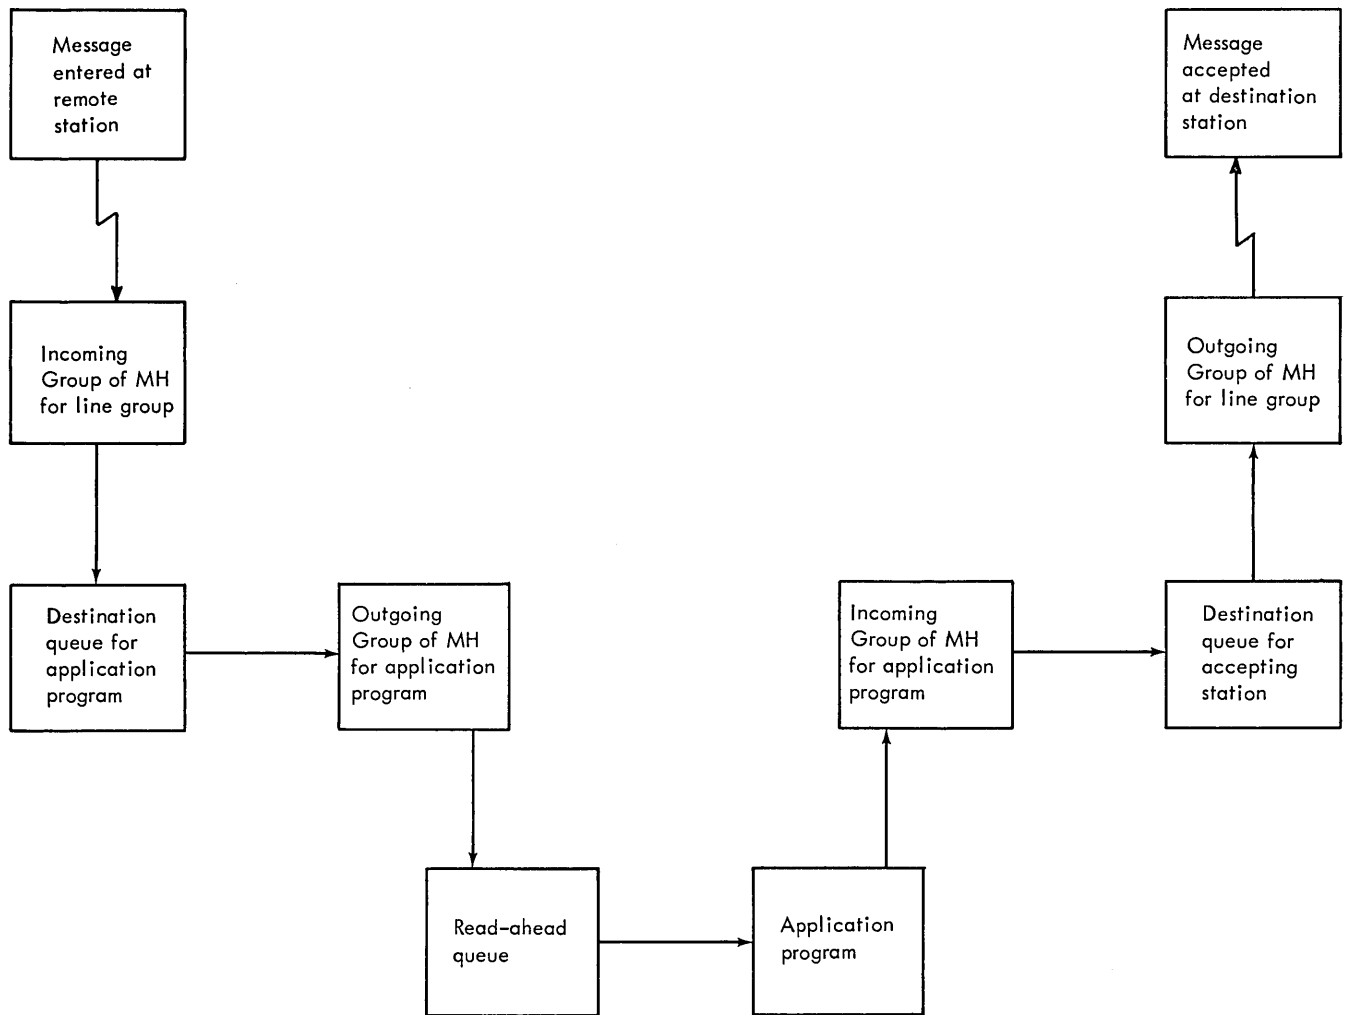 Message
entered at
remote
station
Incoming
Group of MH
for line group
Destination
queue for
application
program
Outgoing
Group of MH
for application
program
Read-ahead
queue
Application
program
Incoming
Group of MH
for application
program
Destination
queue for
accepting
station
Outgoing
Group of MH
for line group
Message
accepted
at destination
station